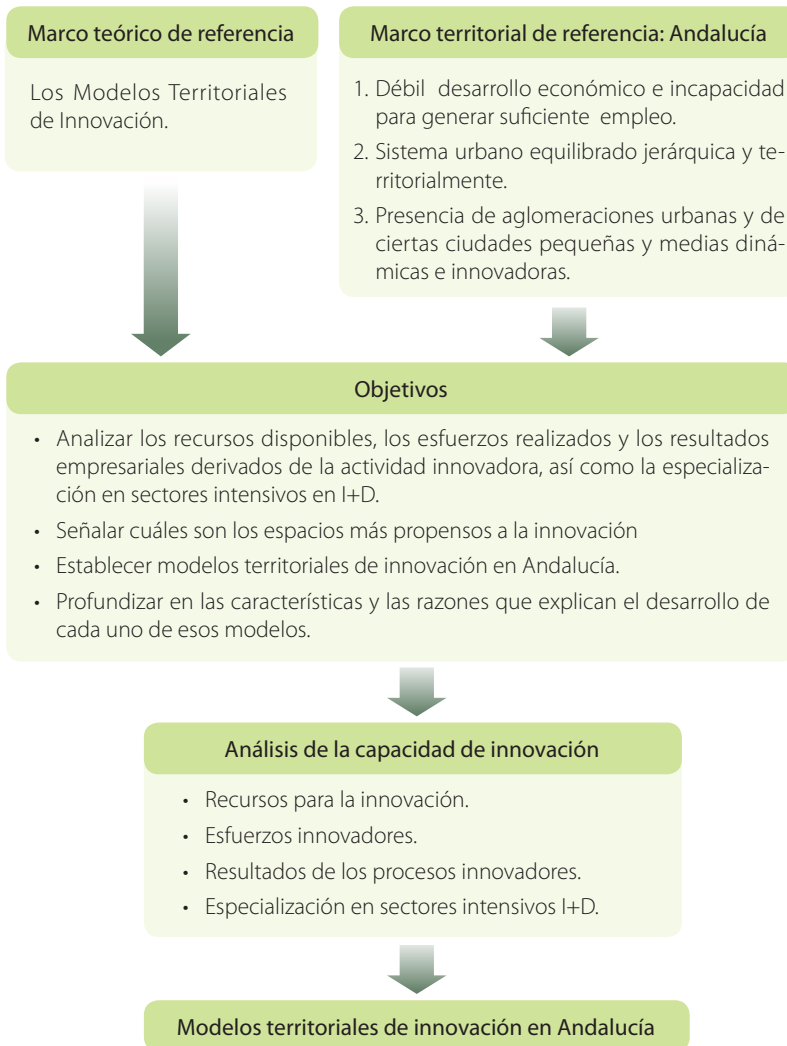 Marco teórico de referencia
Los Modelos Territoriales
de Innovación.
Marco territorial de referencia: Andalucía
1. Débil desarrollo económico e incapacidad
para generar suficiente empleo.
2. Sistema urbano equilibrado jerárquica y te-
rritorialmente.
3. Presencia de aglomeraciones urbanas y de
ciertas ciudades pequeñas y medias diná-
micas e innovadoras.
Objetivos
• Analizar los recursos disponibles, los esfuerzos realizados y los resultados
empresariales derivados de la actividad innovadora, así como la especializa-
ción en sectores intensivos en I+D.
• Señalar cuáles son los espacios más propensos a la innovación
• Establecer modelos territoriales de innovación en Andalucía.
• Profundizar en las características y las razones que explican el desarrollo de
cada uno de esos modelos.
Análisis de la capacidad de innovación
• Recursos para la innovación.
• Esfuerzos innovadores.
• Resultados de los procesos innovadores.
• Especialización en sectores intensivos I+D.
Modelos territoriales de innovación en Andalucía